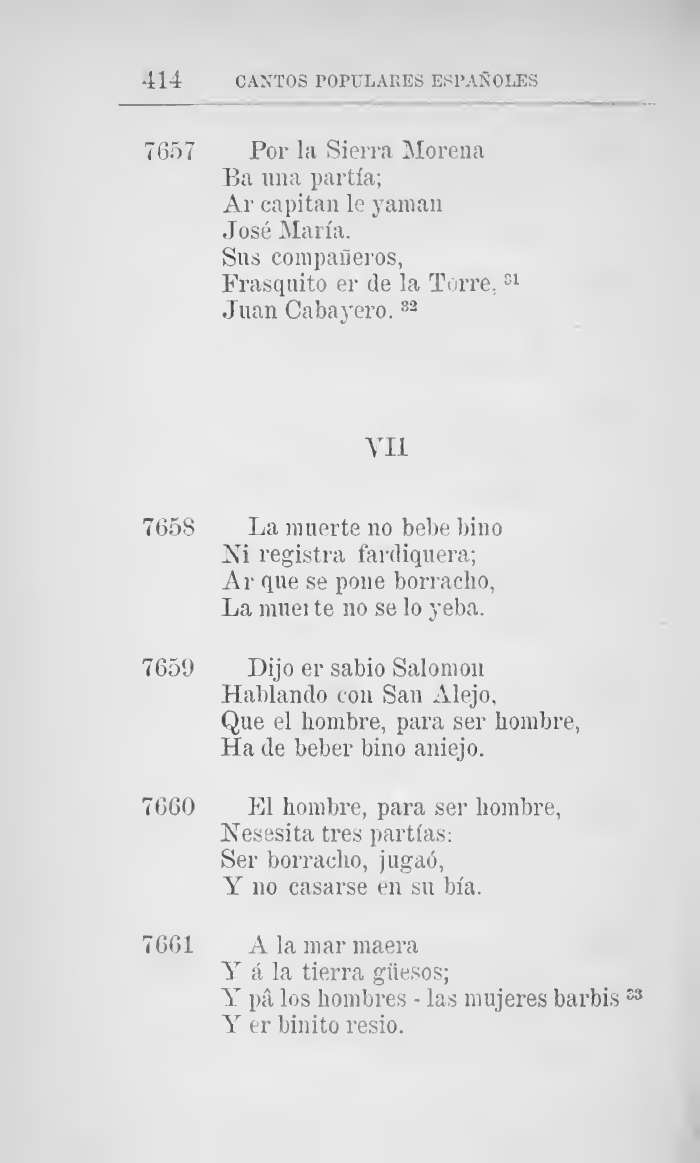 414 CANTOS POPULARES ESPAÑOLES
7657 Por la Sierra Morena
Ba una partía;
Ar capitan le yaman
José María.
Sus compañeros,
Frasquito er de la Torre, 31
Juan Cabayero. 32
VII
7658 La muerte no bebe bino
Ni registra fardiquera;
Ar que se pone borracho,
La muerte no se lo yeba.
7659 Dijo er sabio Salomon
Hablando con San Alejo,
Que el hombre, para ser hombre,
Ha de beber bino aniejo.
7660 El hombre, para ser hombre,
Nesesita tres partías:
Ser borracho, jugaó,
Y no casarse en su bía.
7661 A la mar maera
Y á la tierra güesos;
Y pâ los hombres - las mujeres barbis 33
Y er binito resio.